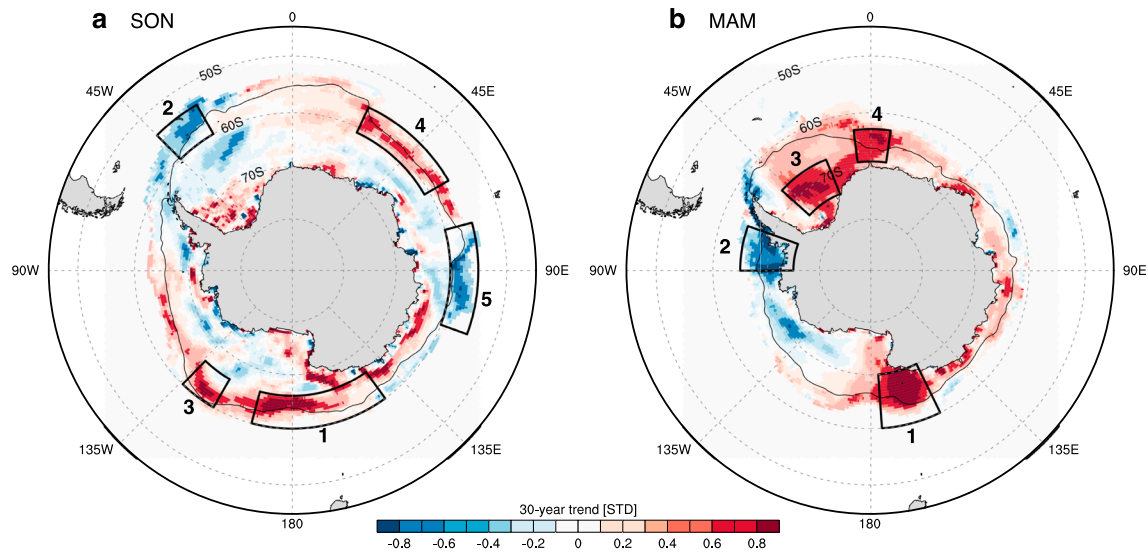 a SON
b MAM
0
0
50S
50S
45W
45E
45W
45E
2
60S
4
60S
4
70S
3
70S
2
90W
90E
90W
90E
5
3
1
1
135W
135E
135W
135E
180
180
30-year trend [STD]
-0.8 -0.6 -0.4 -0.2 0 0.2 0.4 0.6 0.8